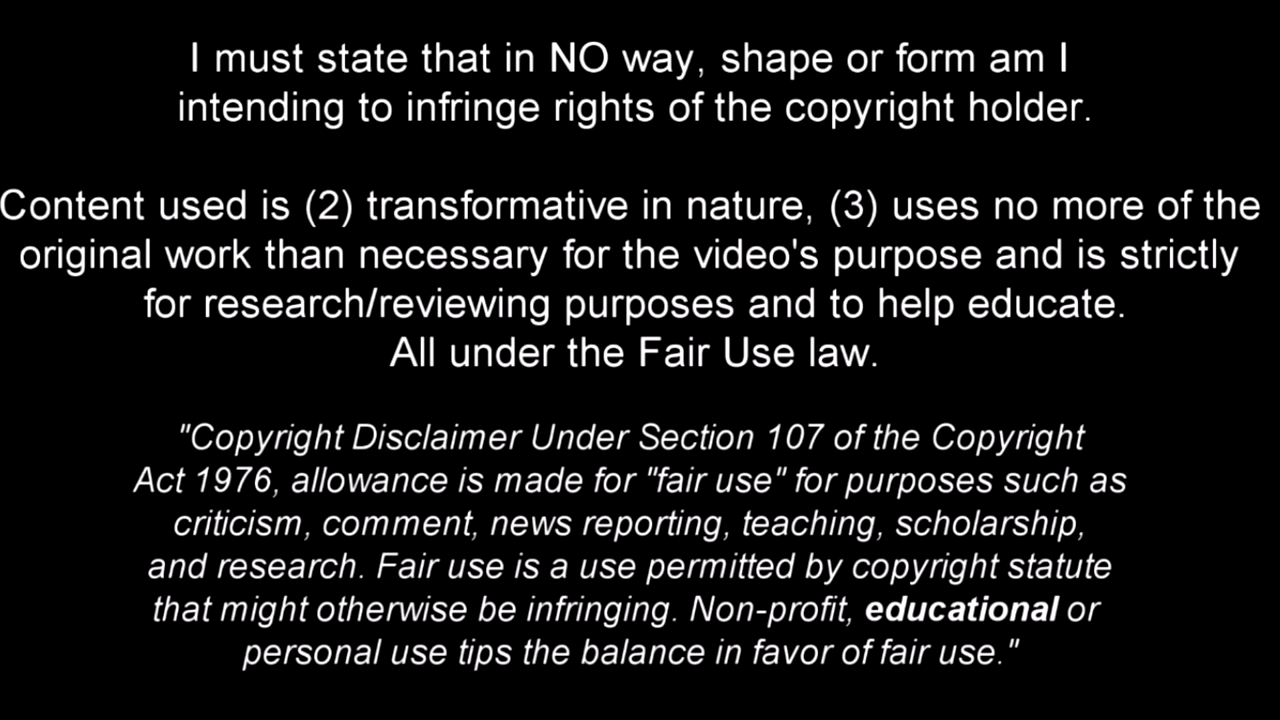 I must state that in NO way, shape or form am I
intending to infringe rights of the copyright holder.
Content used is (2) transformative in nature, (3) uses no more of the
original work than necessary for the video's purpose and is strictly
for research/reviewing purposes and to help educate.
All under the Fair Use law.
"Copyright Disclaimer Under Section 107 of the Copyright
Act 1976, allowance is made for "fair use" for purposes such as
criticism, comment, news reporting, teaching, scholarship,
and research. Fair use is a use permitted by copyright statute
that might otherwise be infringing. Non-profit, educational or
personal use tips the balance in favor of fair use."